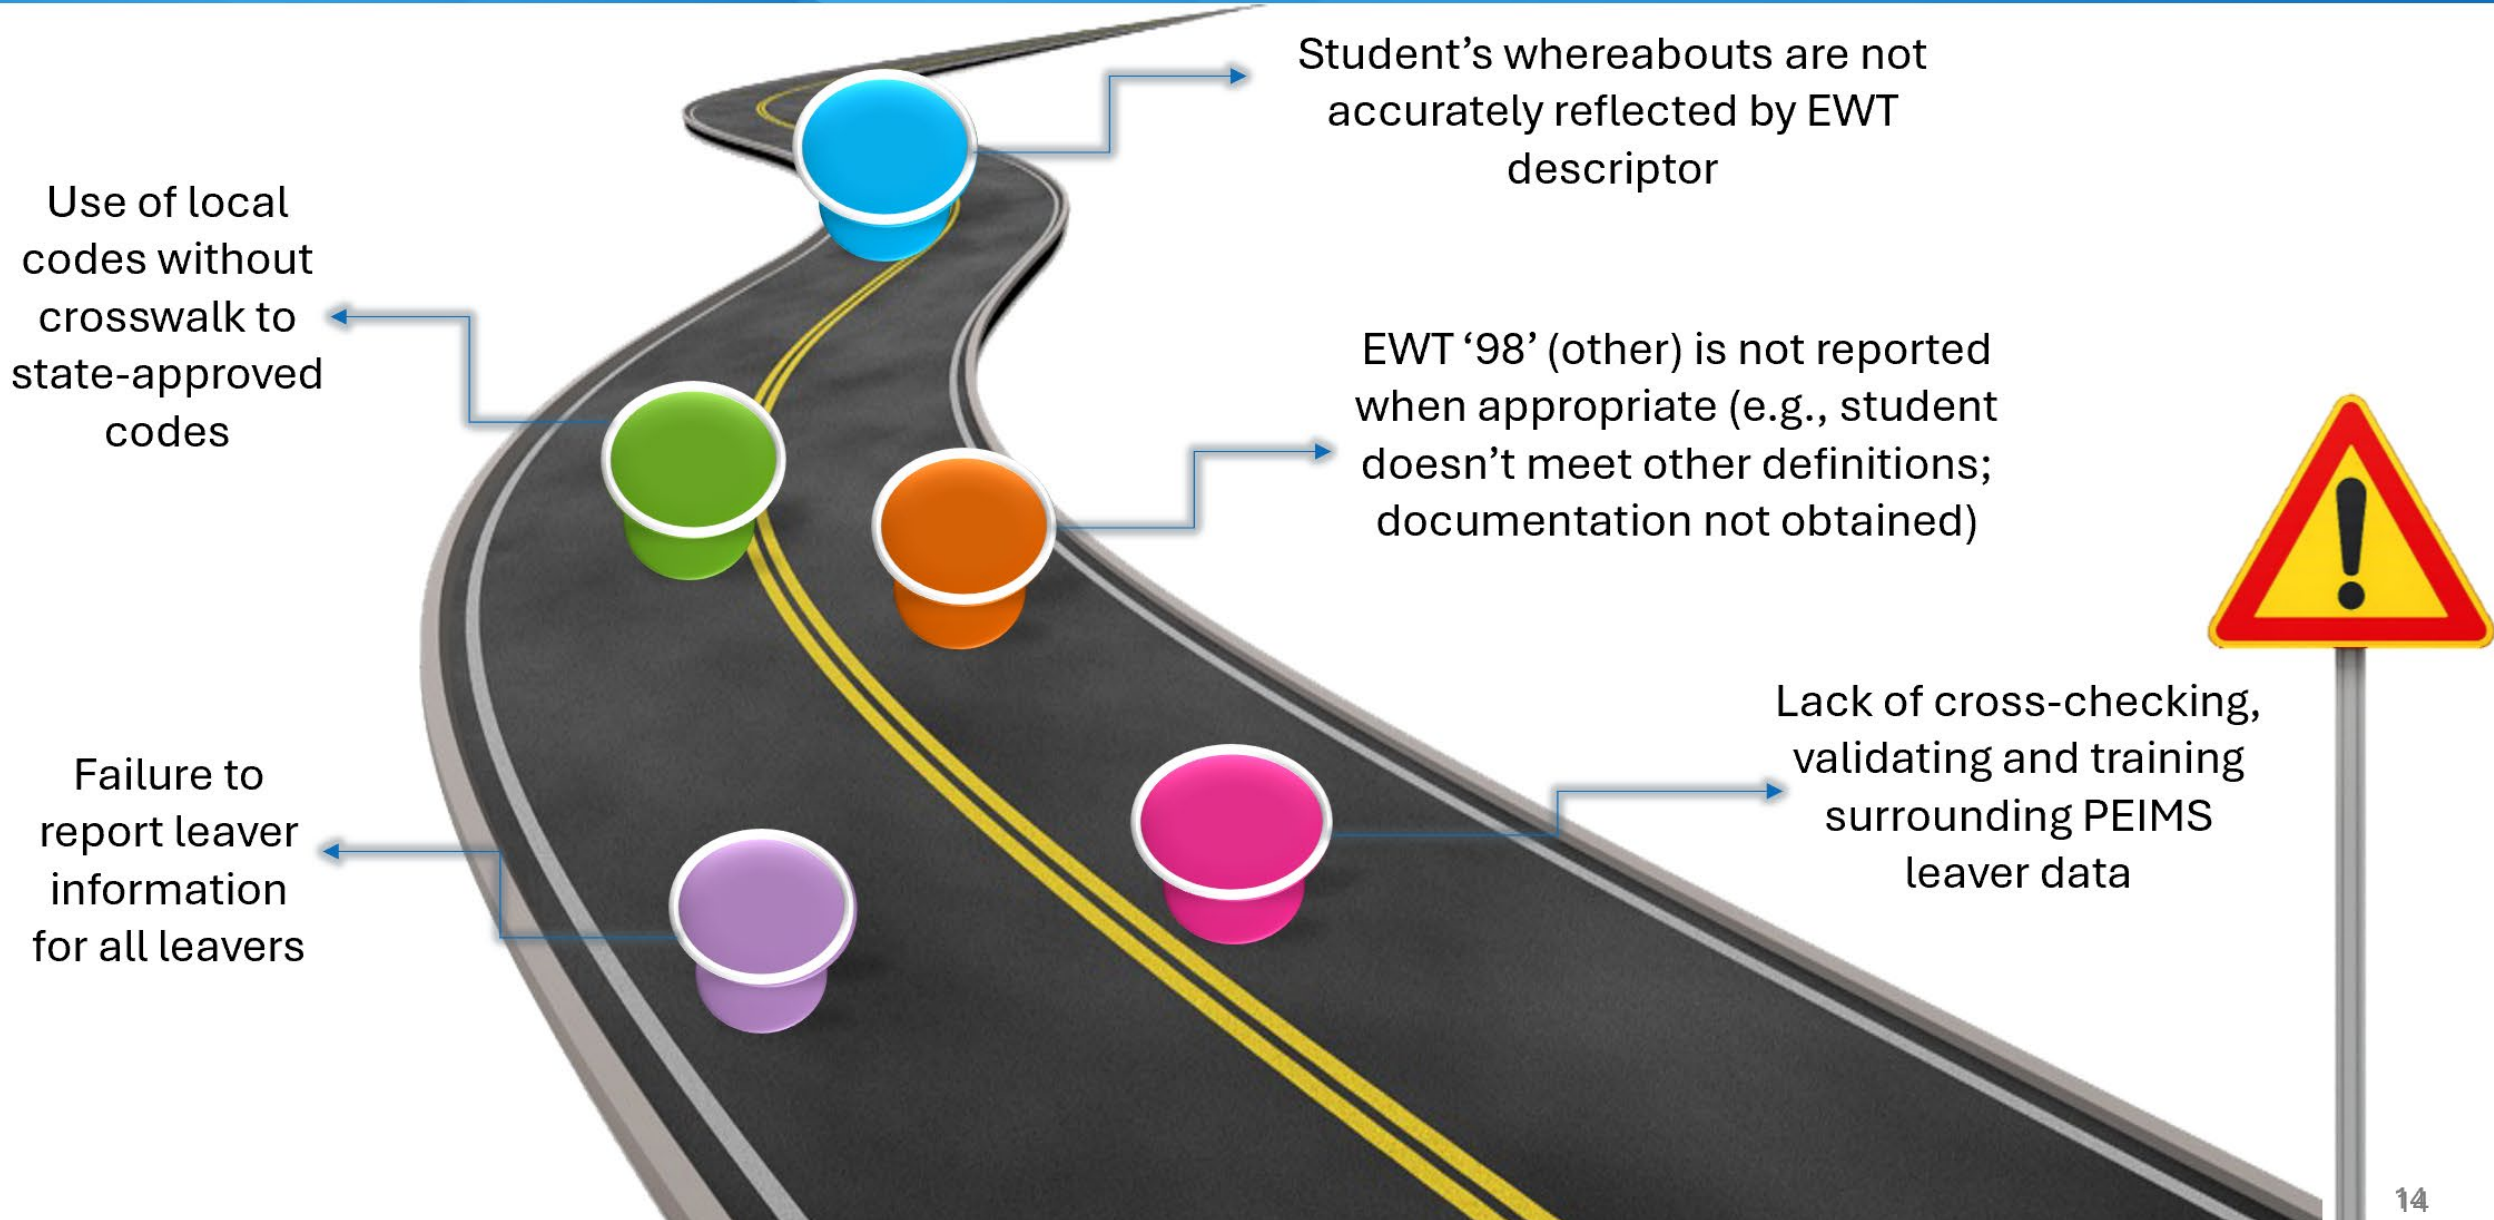 Student’s whereabouts are not
accurately reflected by EWT
descriptor
Use of local
codes without
crosswalk to
state-approved
codes
EWT ‘98’ (other) is not reported
when appropriate (e.g., student
doesn’t meet other definitions;
documentation not obtained)
Lack of cross-checking,
validating and training
surrounding PEIMS
leaver data
Failure to
report leaver
information
for all leavers
14